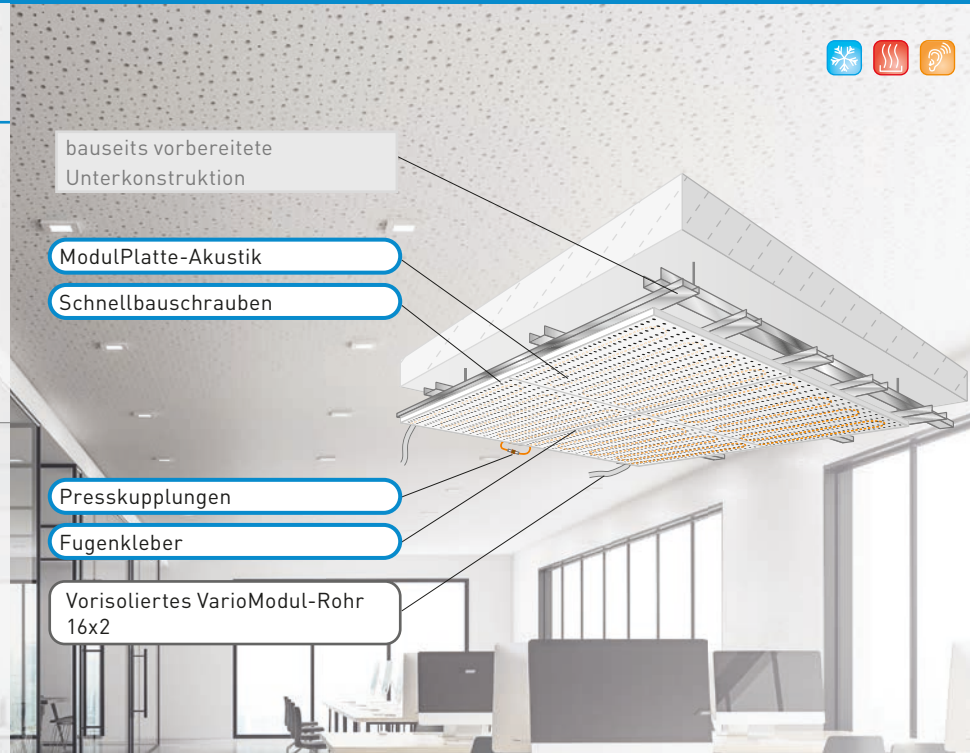 bauseits vorbereitete
Unterkonstruktion
ModulPlatte-Akustik
Schnellbauschrauben
Presskupplungen
Fugenkleber
Vorisoliertes VarioModul-Rohr
16x2